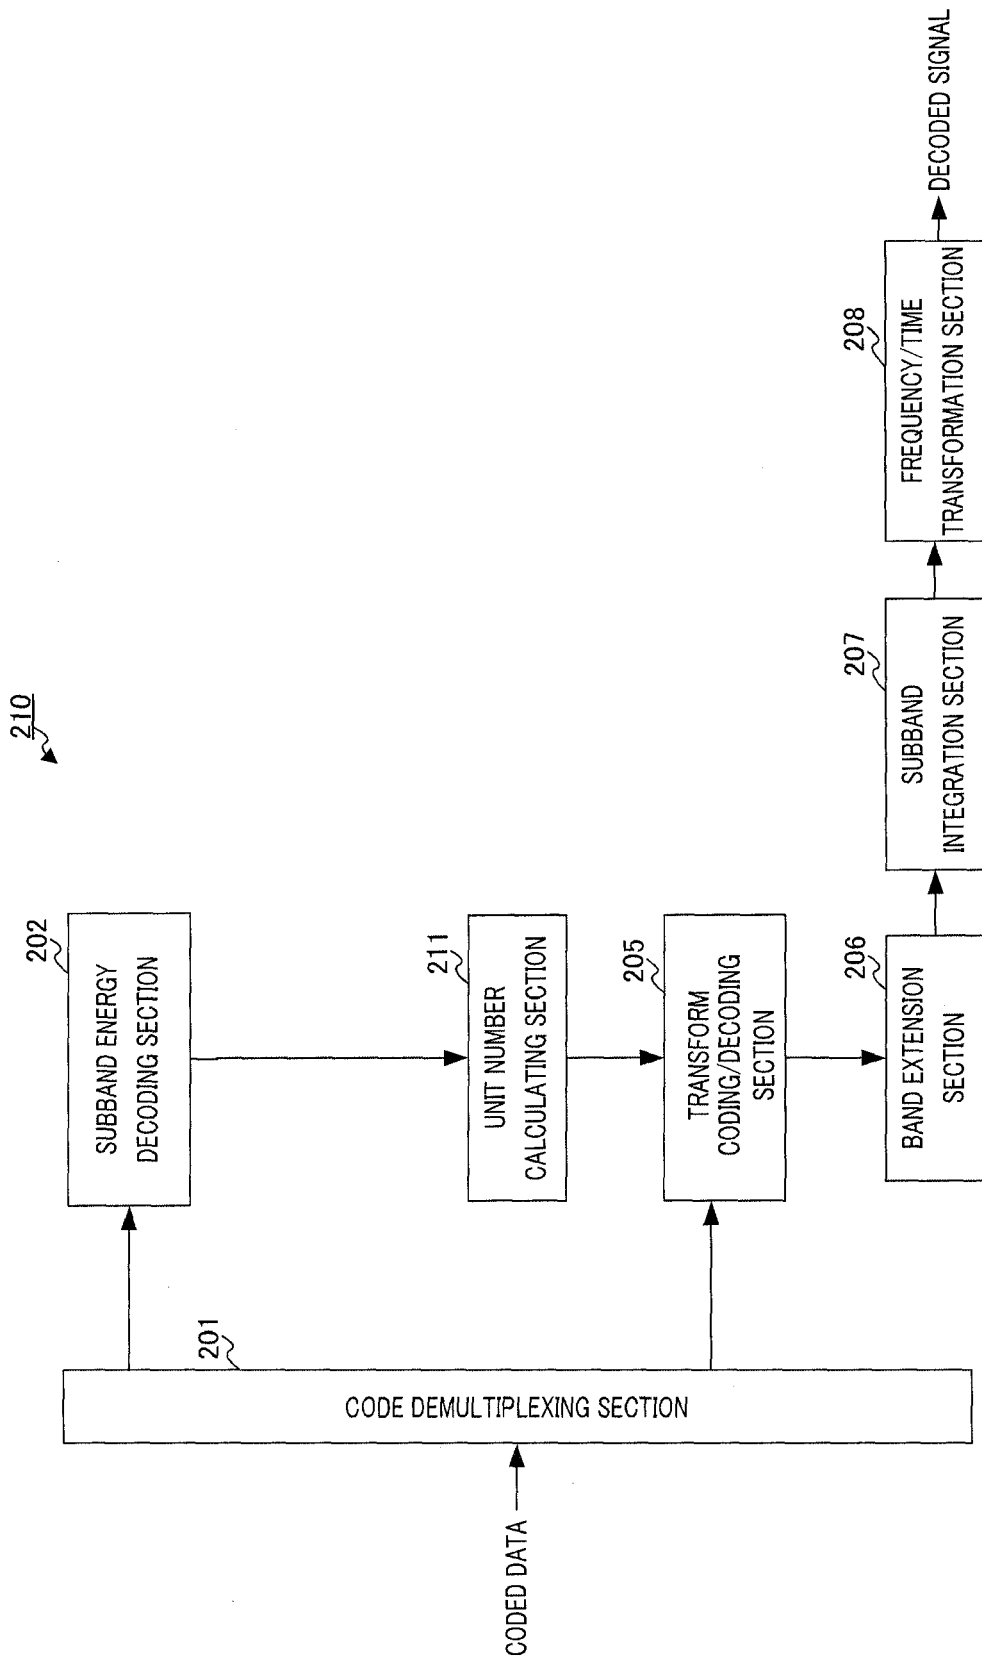 210
CODED DATA
201
CODE DEMULTIPLEXING SECTION
202
SUBBAND ENERGY
DECODING SECTION
211
UNIT NUMBER
CALCULATING SECTION
205
TRANSFORM
CODING/DECODING
SECTION
206
BAND EXTENSION
SECTION
207
SUBBAND
INTEGRATION SECTION
208
FREQUENCY/TIME
TRANSFORMATION SECTION
DECODED SIGNAL